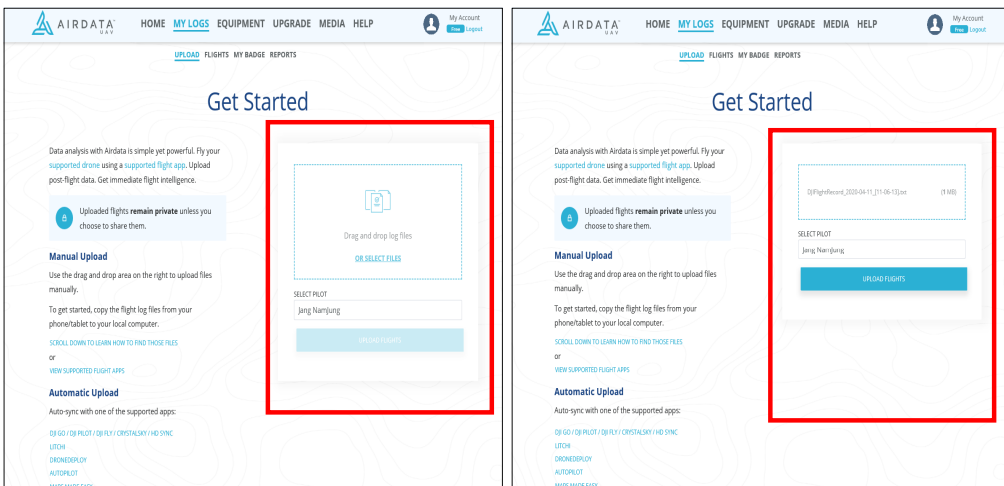 AIRDATA
UAV
HOME MY LOGS EQUIPMENT UPGRADE MEDIA HELP
My Account
Free Logout
UPLOAD FLIGHTS MY BADGE REPORTS
Get Started
Data analysis with Airdata is simple yet powerful. Fly your
supported drone using a supported flight app. Upload
post-flight data. Get immediate flight intelligence.
Uploaded flights remain private unless you
choose to share them.
Manual Upload
Use the drag and drop area on the right to upload files
manually.
To get started, copy the flight log files from your
phone/tablet to your local computer.
SCROLL DOWN TO LEARN HOW TO FIND THOSE FILES
or
VIEW SUPPORTED FLIGHT APPS
Automatic Upload
Auto-sync with one of the supported apps:
DJI GO / DJI PILOT / DJI FLY / CRYSTALSKY / HD SYNC
LITCHI
DRONEDEPLOY
AUTOPILOT
MAPS MADE EASY
Drag and drop log files
OR SELECT FILES
SELECT PILOT
Jang NamJung
UPLOAD FLIGHTS
AIRDATA
UAV
HOME MY LOGS EQUIPMENT UPGRADE MEDIA HELP
My Account
Free Logout
UPLOAD FLIGHTS MY BADGE REPORTS
Get Started
Data analysis with Airdata is simple yet powerful. Fly your
supported drone using a supported flight app. Upload
post-flight data. Get immediate flight intelligence.
Uploaded flights remain private unless you
choose to share them.
Manual Upload
Use the drag and drop area on the right to upload files
manually.
To get started, copy the flight log files from your
phone/tablet to your local computer.
SCROLL DOWN TO LEARN HOW TO FIND THOSE FILES
or
VIEW SUPPORTED FLIGHT APPS
Automatic Upload
Auto-sync with one of the supported apps:
DJI GO / DJI PILOT / DJI FLY / CRYSTALSKY / HD SYNC
LITCHI
DRONEDEPLOY
AUTOPILOT
MAPS MADE EASY
DJIFlightRecord_2020-04-11_[11-06-13].txt (1 MB)
SELECT PILOT
Jang NamJung
UPLOAD FLIGHTS